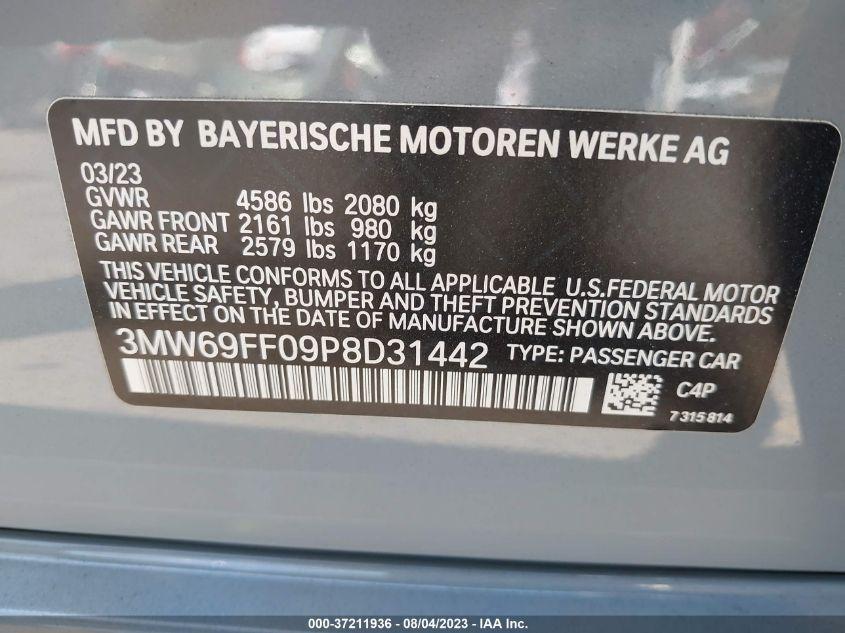 MFD BY BAYERISCHE MOTOREN WERKE AG
03/23
GVWR 4586 lbs 2080 kg
GAWR FRONT 2161 lbs 980 kg
GAWR REAR 2579 lbs 1170 kg
THIS VEHICLE CONFORMS TO ALL APPLICABLE U.S.FEDERAL MOTOR
VEHICLE SAFETY, BUMPER AND THEFT PREVENTION STANDARDS
IN EFFECT ON THE DATE OF MANUFACTURE SHOWN ABOVE.
3MW69FF09P8D31442 TYPE: PASSENGER CAR
C4P
7315814
000-37211936 - 08/04/2023 - IAA Inc.